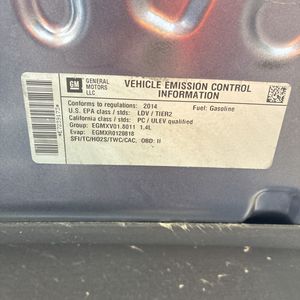 GM
GENERAL
MOTORS
LLC
VEHICLE EMISSION CONTROL
INFORMATION
Conforms to regulations: 2014 Fuel: Gasoline
U.S. EPA class / stds: LDV / TIER2
California class / stds: PC / ULEV qualified
Group: EGMXV01.8011 1.4L
Evap: EGMXR0129818
SFI/TC/HO2S/TWC/CAC, OBD: II